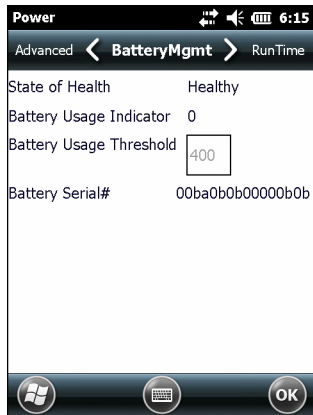 Power 6:15
Advanced BatteryMgmt RunTime
State of Health Healthy
Battery Usage Indicator 0
Battery Usage Threshold 400
Battery Serial# 00ba0b0b00000b0b
OK